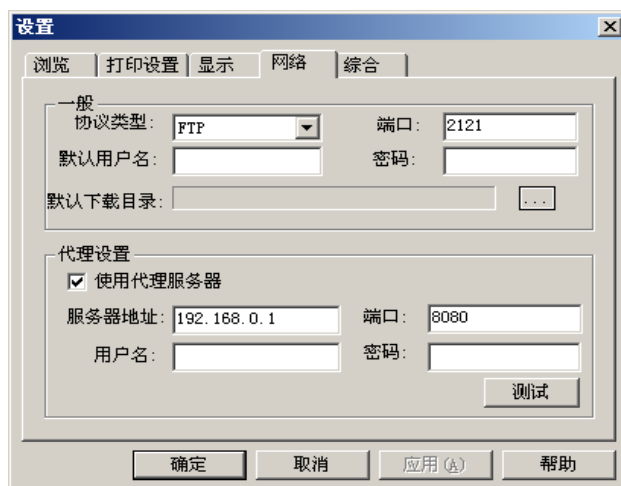 设置
浏览 打印设置 显示 网络 综合
一般
协议类型: FTP 端口: 2121
默认用户名: 密码:
默认下载目录: ...
代理设置
使用代理服务器
服务器地址: 192.168.0.1 端口: 8080
用户名: 密码:
测试
确定 取消 应用(A) 帮助